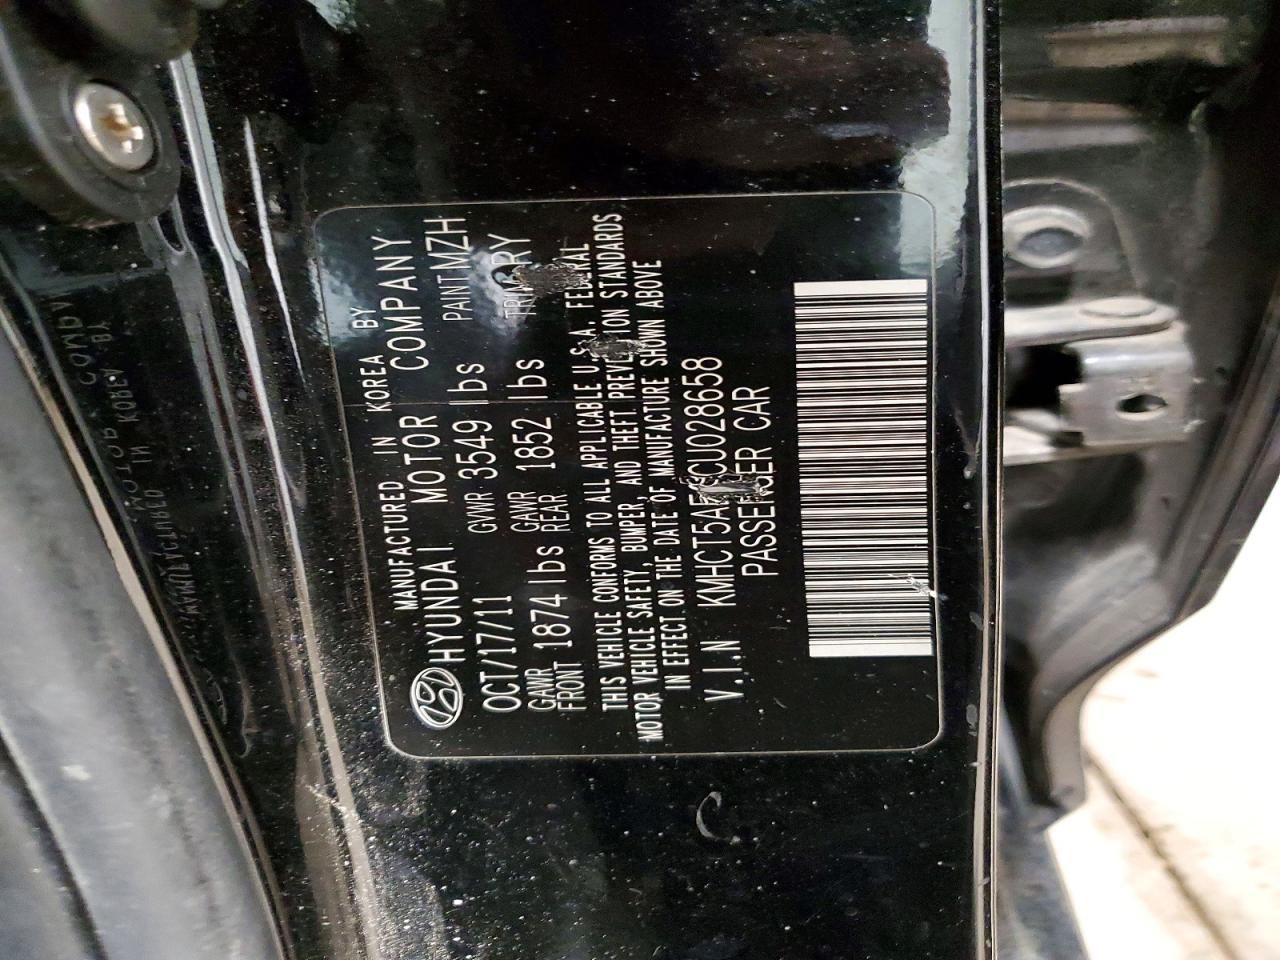 MANUFACTURED IN KOREA BY
HYUNDAI MOTOR COMPANY
OCT/17/11 GVWR 3549 lbs PAINT MZH
GAWR FRONT 1874 lbs GAWR REAR 1852 lbs RY
THIS VEHICLE CONFORMS TO ALL APPLICABLE U.S.A. FEDERAL
MOTOR VEHICLE SAFETY, BUMPER, AND THEFT PREVENTION STANDARDS
IN EFFECT ON THE DATE OF MANUFACTURE SHOWN ABOVE
V.I.N
PASSENGER CAR